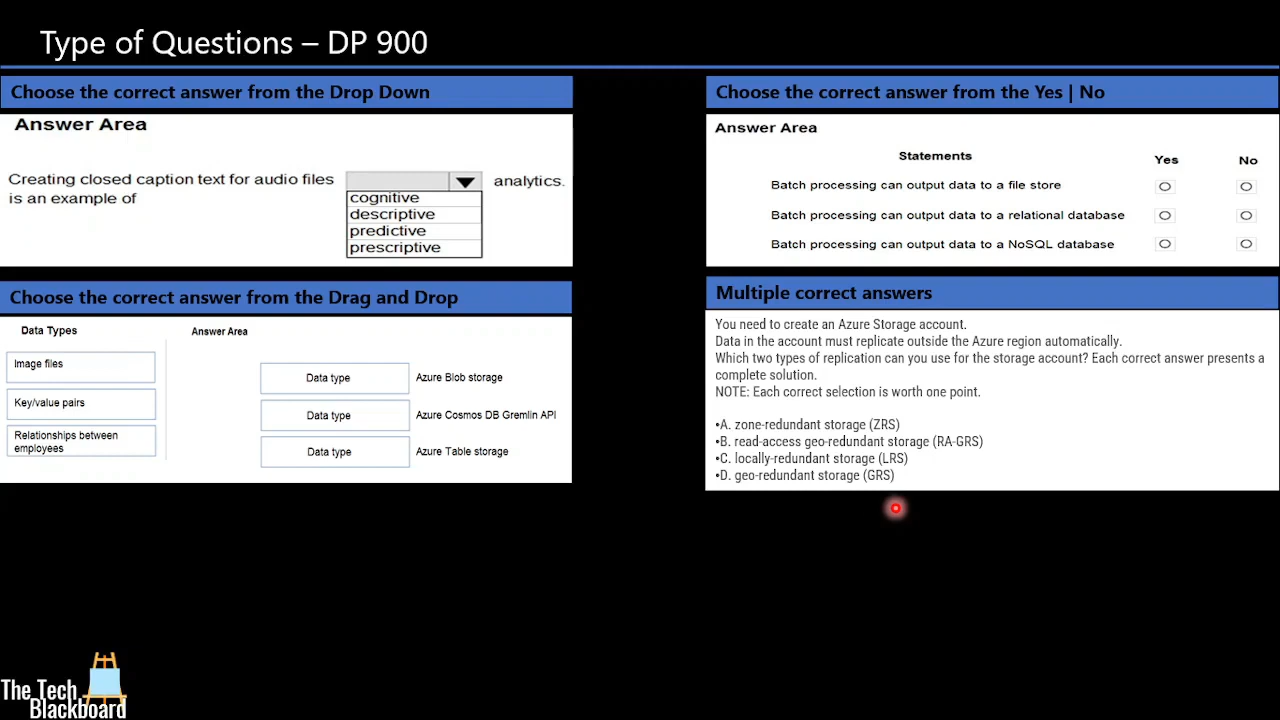 Type of Questions – DP 900
Choose the correct answer from the Drop Down
Answer Area
Creating closed caption text for audio files
is an example of
analytics.
cognitive
descriptive
predictive
prescriptive
Choose the correct answer from the Yes | No
Answer Area
Statements
Yes
No
Batch processing can output data to a file store
Batch processing can output data to a relational database
Batch processing can output data to a NoSQL database
Choose the correct answer from the Drag and Drop
Data Types
Answer Area
Image files
Key/value pairs
Relationships between
employees
Data type Azure Blob storage
Data type Azure Cosmos DB Gremlin API
Data type Azure Table storage
Multiple correct answers
You need to create an Azure Storage account.
Data in the account must replicate outside the Azure region automatically.
Which two types of replication can you use for the storage account? Each correct answer presents a
complete solution.
NOTE: Each correct selection is worth one point.
•A. zone-redundant storage (ZRS)
•B. read-access geo-redundant storage (RA-GRS)
•C. locally-redundant storage (LRS)
•D. geo-redundant storage (GRS)
The Tech
Blackboard